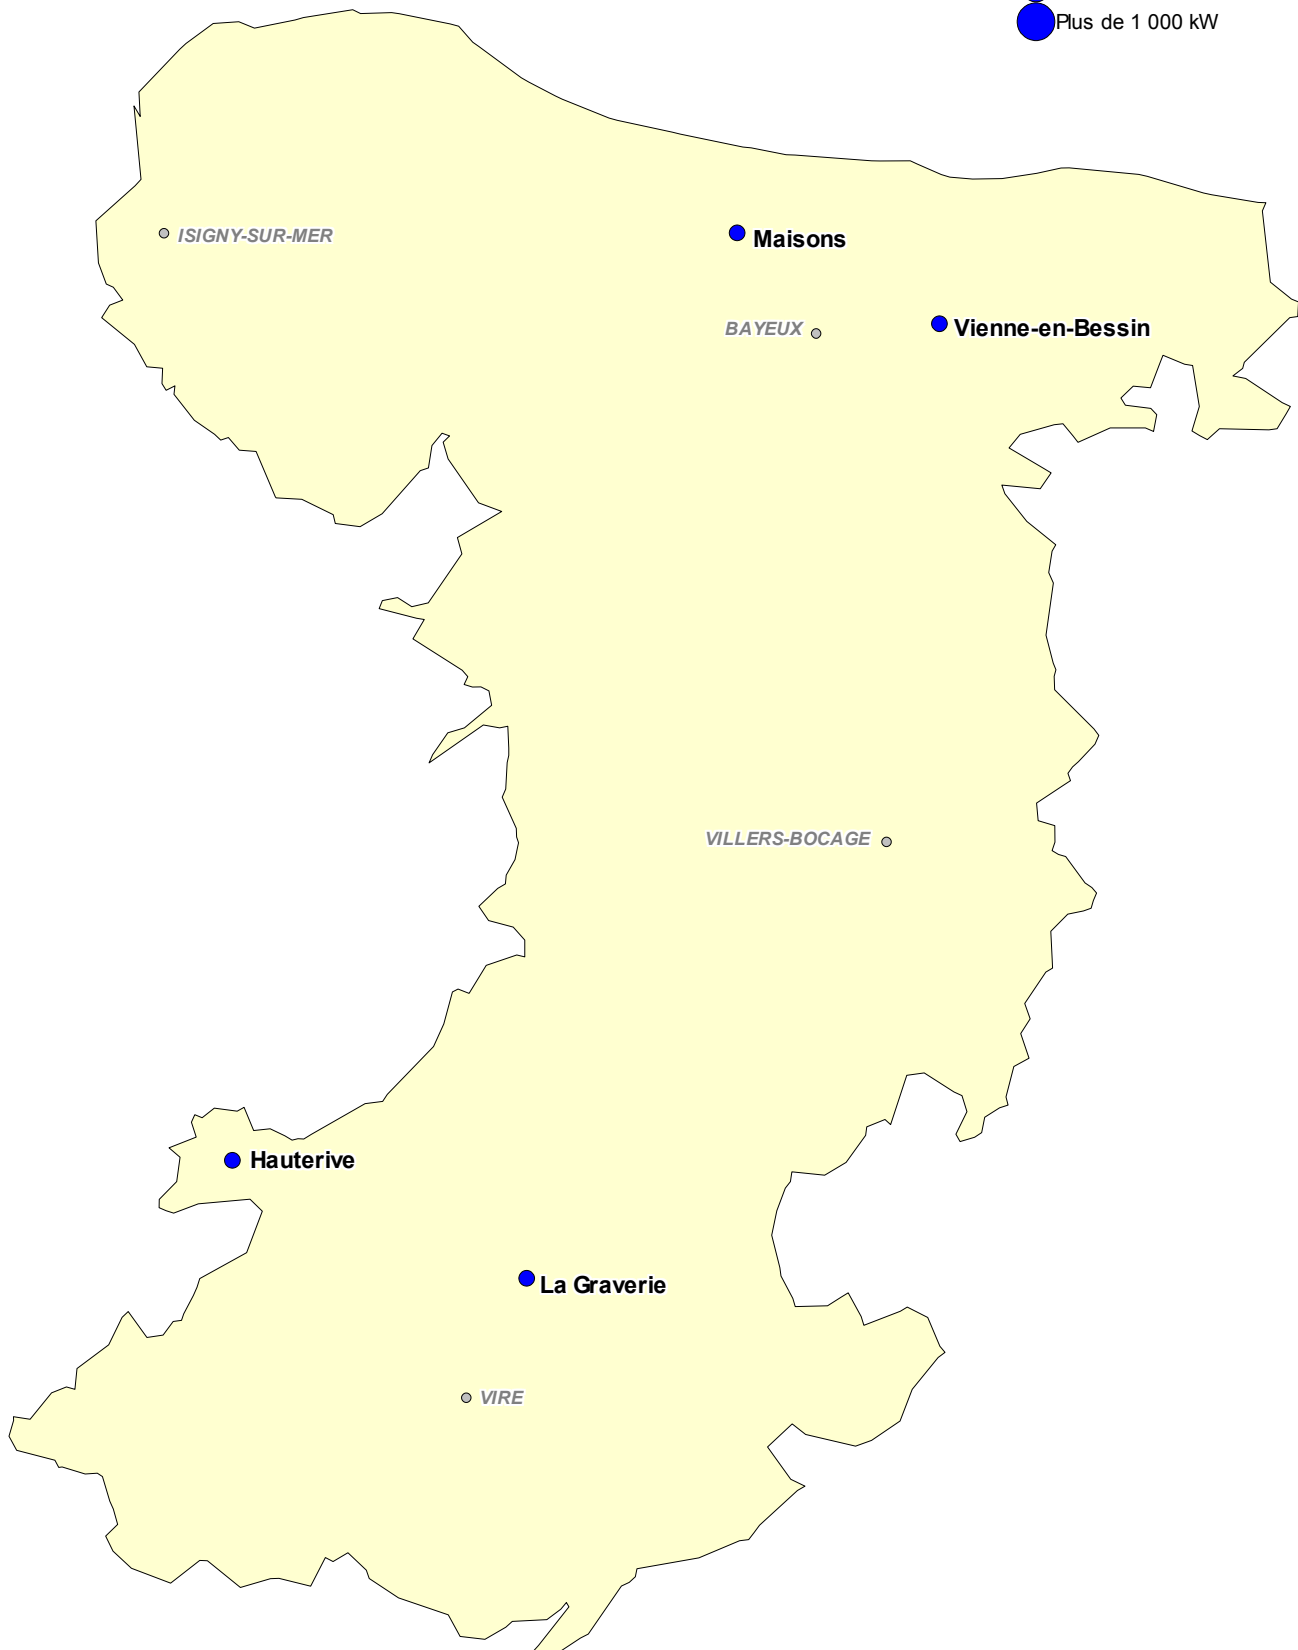 Plus de 1 000 kW
ISIGNY-SUR-MER
Maisons
BAYEUX
Vienne-en-Bessin
VILLERS-BOCAGE
Hauterive
La Graverie
VIRE